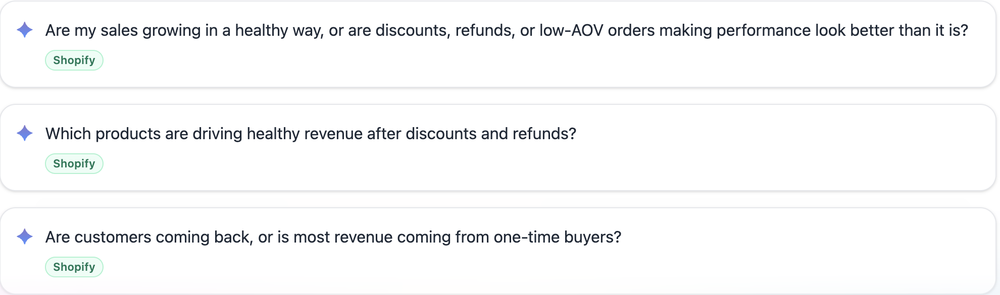 Are my sales growing in a healthy way, or are discounts, refunds, or low-AOV orders making performance look better than it is?
Shopify
Which products are driving healthy revenue after discounts and refunds?
Shopify
Are customers coming back, or is most revenue coming from one-time buyers?
Shopify